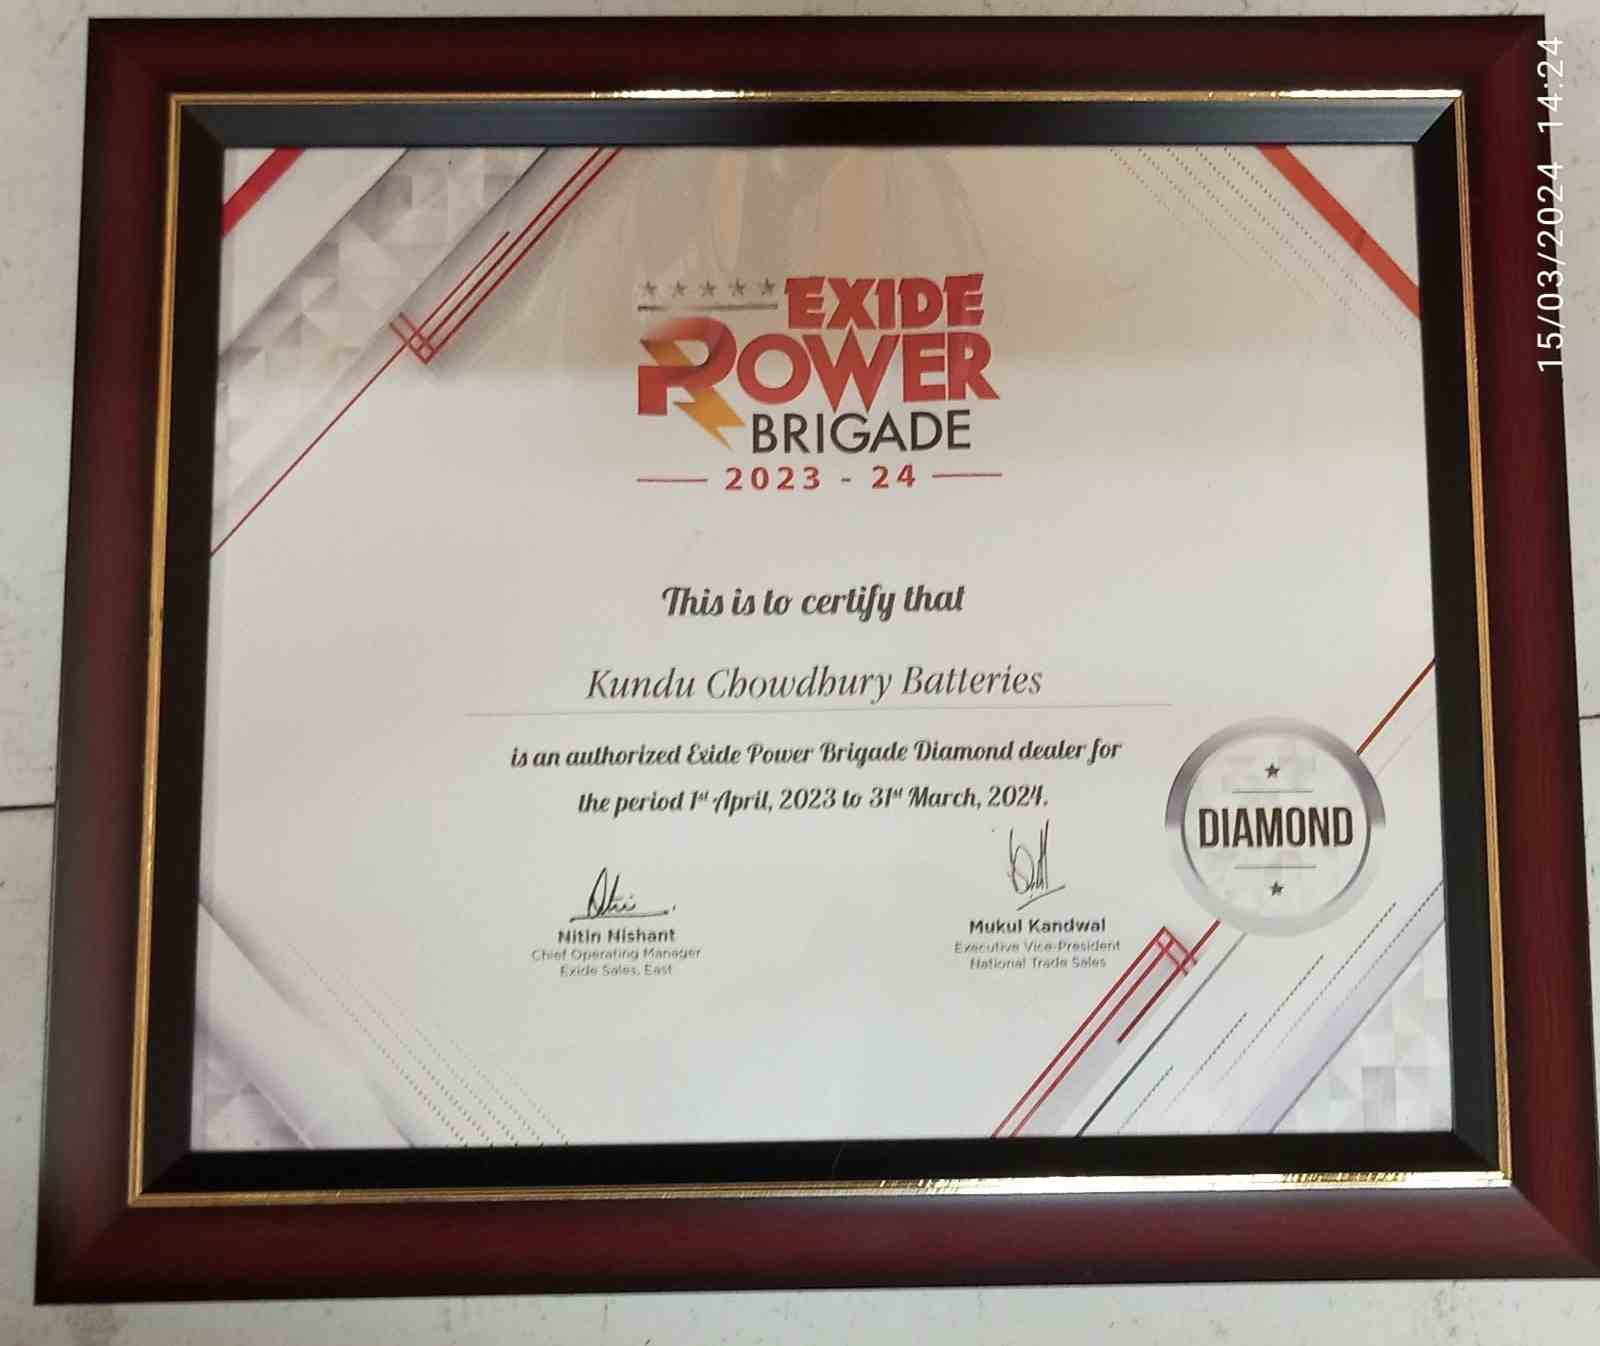 EXIDE
POWER
BRIGADE
2023 - 24
This is to certify that
Kundu Chowdhury Batteries
is an authorized Exide Power Brigade Diamond dealer for
the period 1st April, 2023 to 31st March, 2024.
DIAMOND
Nitin Nishant
Chief Operating Manager
Exide Sales, East
Mukul Kandwal
Executive Vice-President
National Trade Sales
15/03/2024 14:24